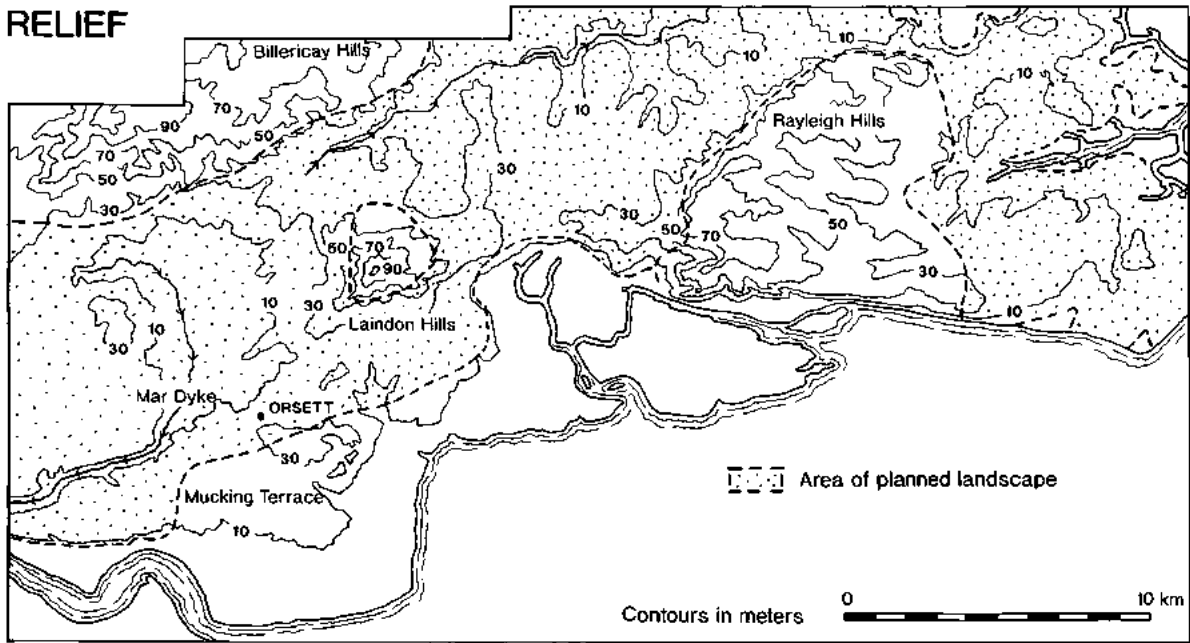 RELIEF
Billericay Hills
10
10
10
70
90
50
10
Rayleigh Hills
70
50
30
30
30
50
70
50
50
70
90
30
10
30
Laindon Hills
10
10
30
Mar Dyke
ORSETT
30
Mucking Terrace
10
Area of planned landscape
Contours in meters
0
10 km